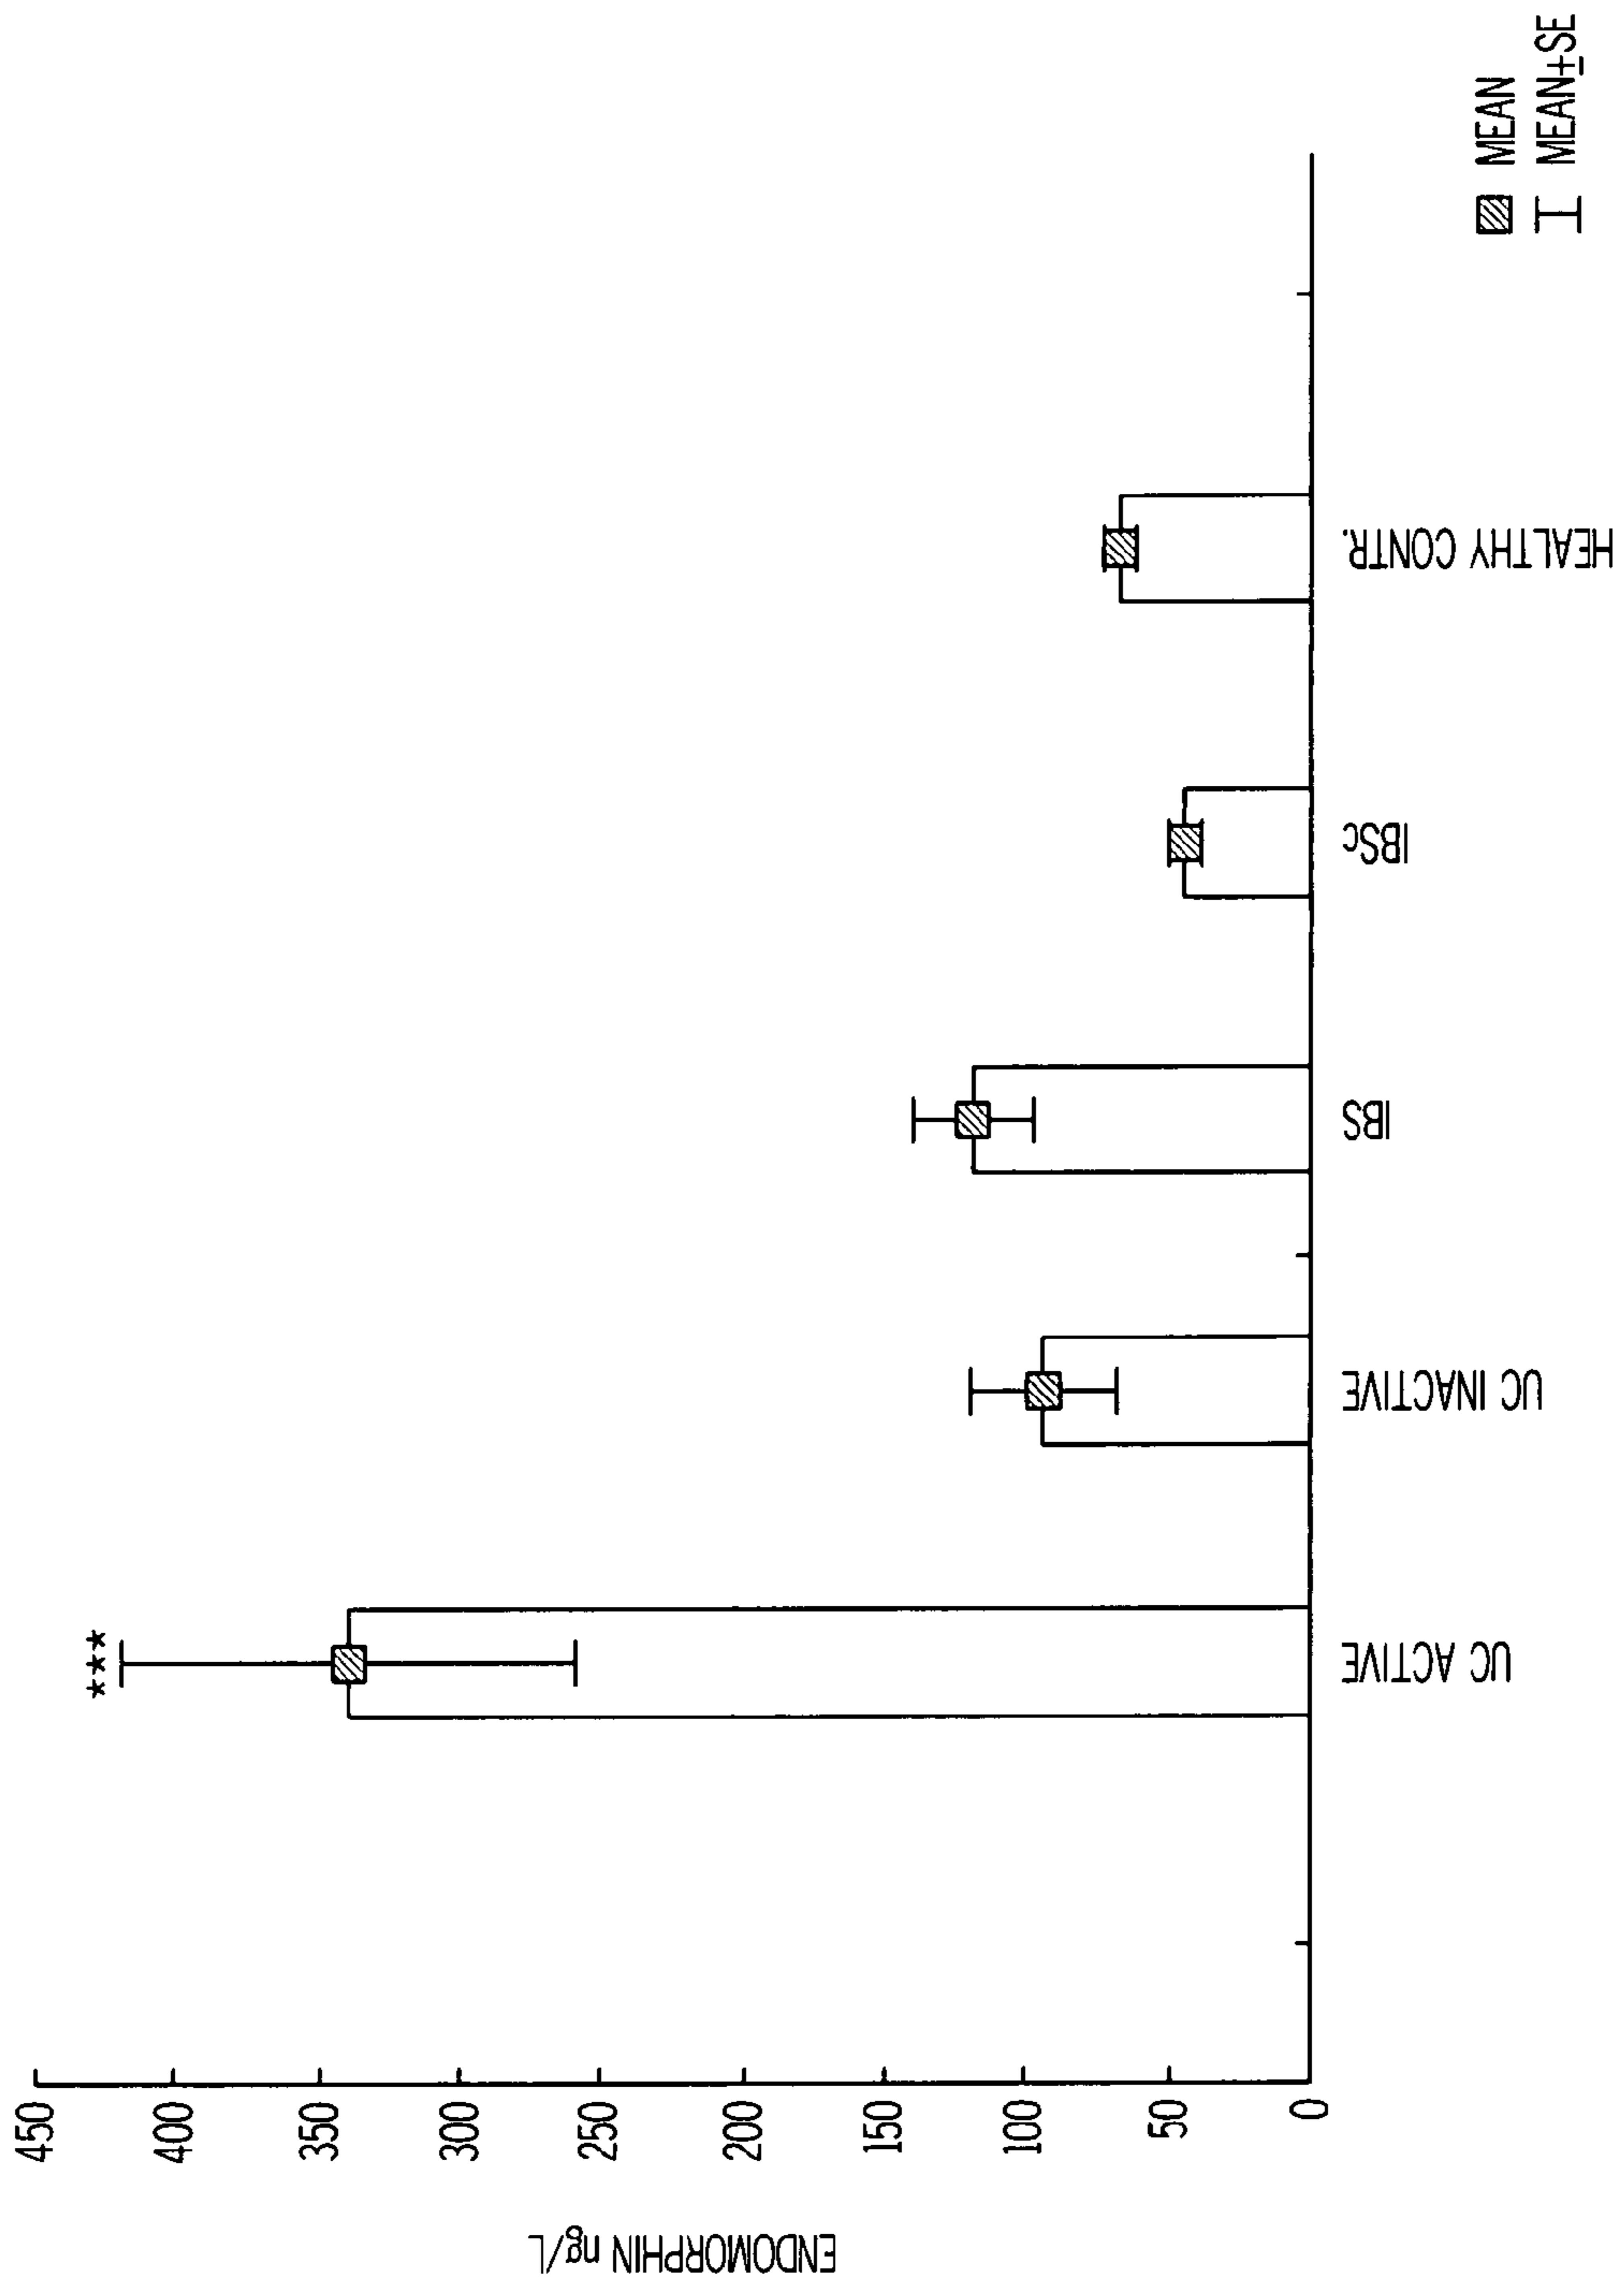 ENDOMORPHIN ng/L
450
400
350
300
250
200
150
100
50
0
***
UC ACTIVE
UC INACTIVE
IBS
IBSc
HEALTHY CONTR.
MEAN
MEAN±SE